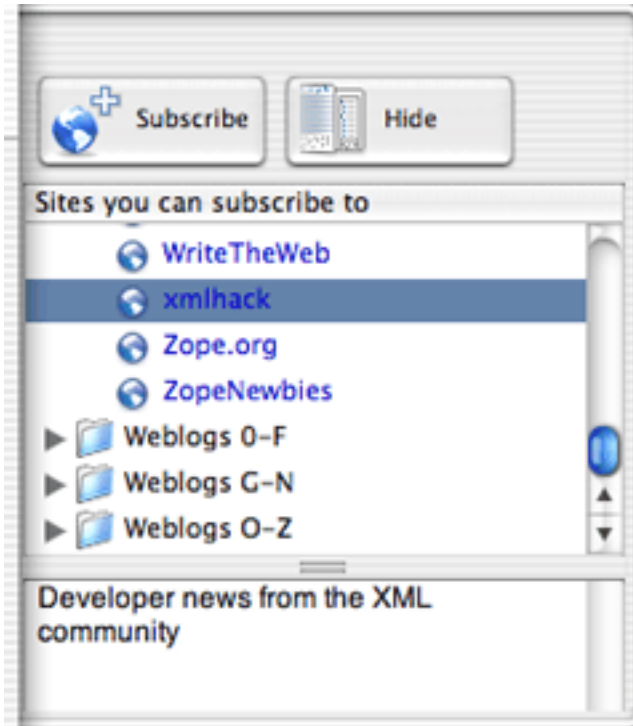 Subscribe
Hide
Sites you can subscribe to
WriteTheWeb
xmlhack
Zope.org
ZopeNewbies
Weblogs 0-F
Weblogs G-N
Weblogs O-Z
Developer news from the XML
community